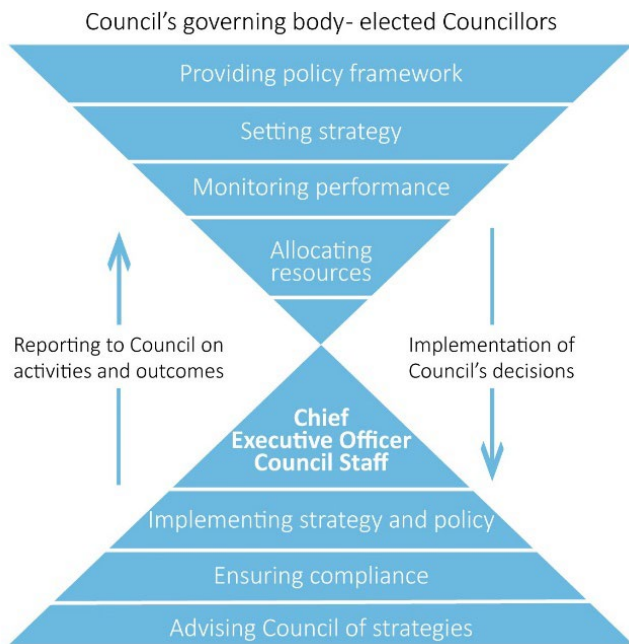 Council's governing body- elected Councillors
Providing policy framework
Setting strategy
Monitoring performance
Allocating
resources
Reporting to Council on
activities and outcomes
Implementation of
Council's decisions
Chief
Executive Officer
Council Staff
Implementing strategy and policy
Ensuring compliance
Advising Council of strategies